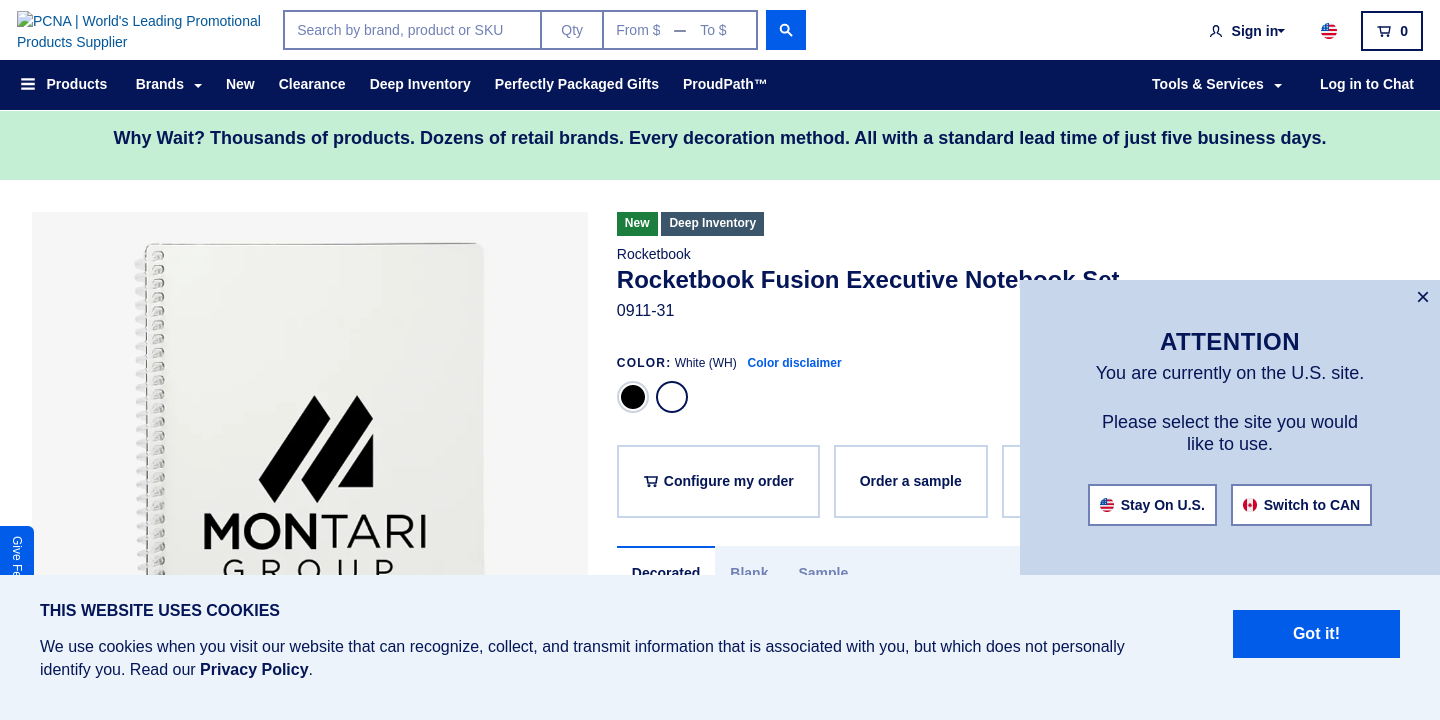 PCNA | World's Leading Promotional
Products Supplier
Search by brand, product or SKU
Qty
From $
To $
Sign in
0
Products
Brands
New
Clearance
Deep Inventory
Perfectly Packaged Gifts
ProudPath™
Tools & Services
Log in to Chat
Why Wait? Thousands of products. Dozens of retail brands. Every decoration method. All with a standard lead time of just five business days.
New
Deep Inventory
Rocketbook
Rocketbook Fusion Executive Notebook Set
0911-31
COLOR: White (WH)
Color disclaimer
Configure my order
Order a sample
Decorated
Blank
Sample
MONTARI
GROUP
Give
×
ATTENTION
You are currently on the U.S. site.
Please select the site you would
like to use.
Stay On U.S.
Switch to CAN
THIS WEBSITE USES COOKIES
We use cookies when you visit our website that can recognize, collect, and transmit information that is associated with you, but which does not personally
identify you. Read our Privacy Policy.
Got it!